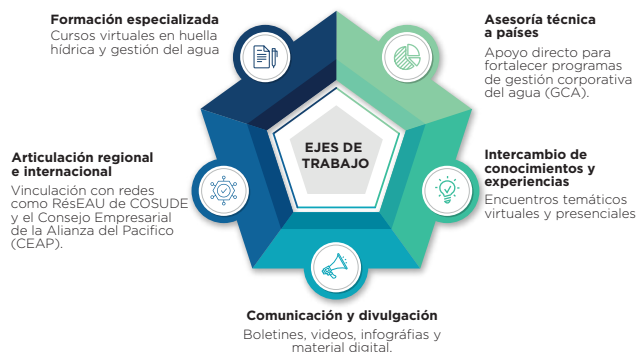 Formación especializada
Cursos virtuales en huella
hídrica y gestión del agua
Asesoría técnica
a países
Apoyo directo para
fortalecer programas
de gestión corporativa
del agua (GCA).
EJES DE
TRABAJO
Articulación regional
e internacional
Vinculación con redes
como RésEAU de COSUDE
y el Consejo Empresarial
de la Alianza del Pacifico
(CEAP).
Intercambio de
conocimientos y
experiencias
Encuentros temáticos
virtuales y presenciales
Comunicación y divulgación
Boletines, videos, infográfias y
material digital.